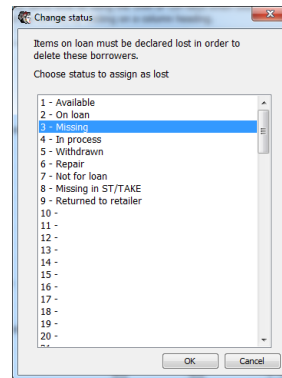 Change status
Items on loan must be declared lost in order to
delete these borrowers.
Choose status to assign as lost
1 - Available
2 - On loan
3 - Missing
4 - In process
5 - Withdrawn
6 - Repair
7 - Not for loan
8 - Missing in ST/TAKE
9 - Returned to retailer
10 -
11 -
12 -
13 -
14 -
15 -
16 -
17 -
18 -
19 -
20 -
OK Cancel